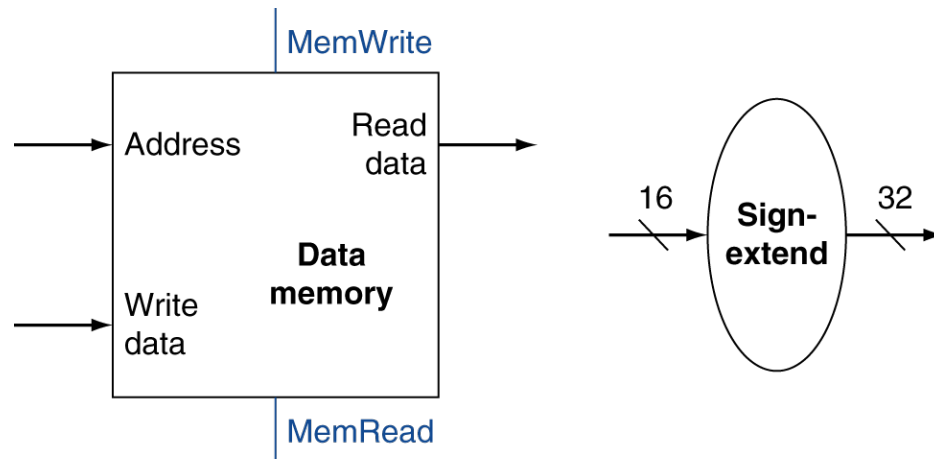 MemWrite
Address
Read
data
Data
memory
Write
data
MemRead
16
Sign-
extend
32